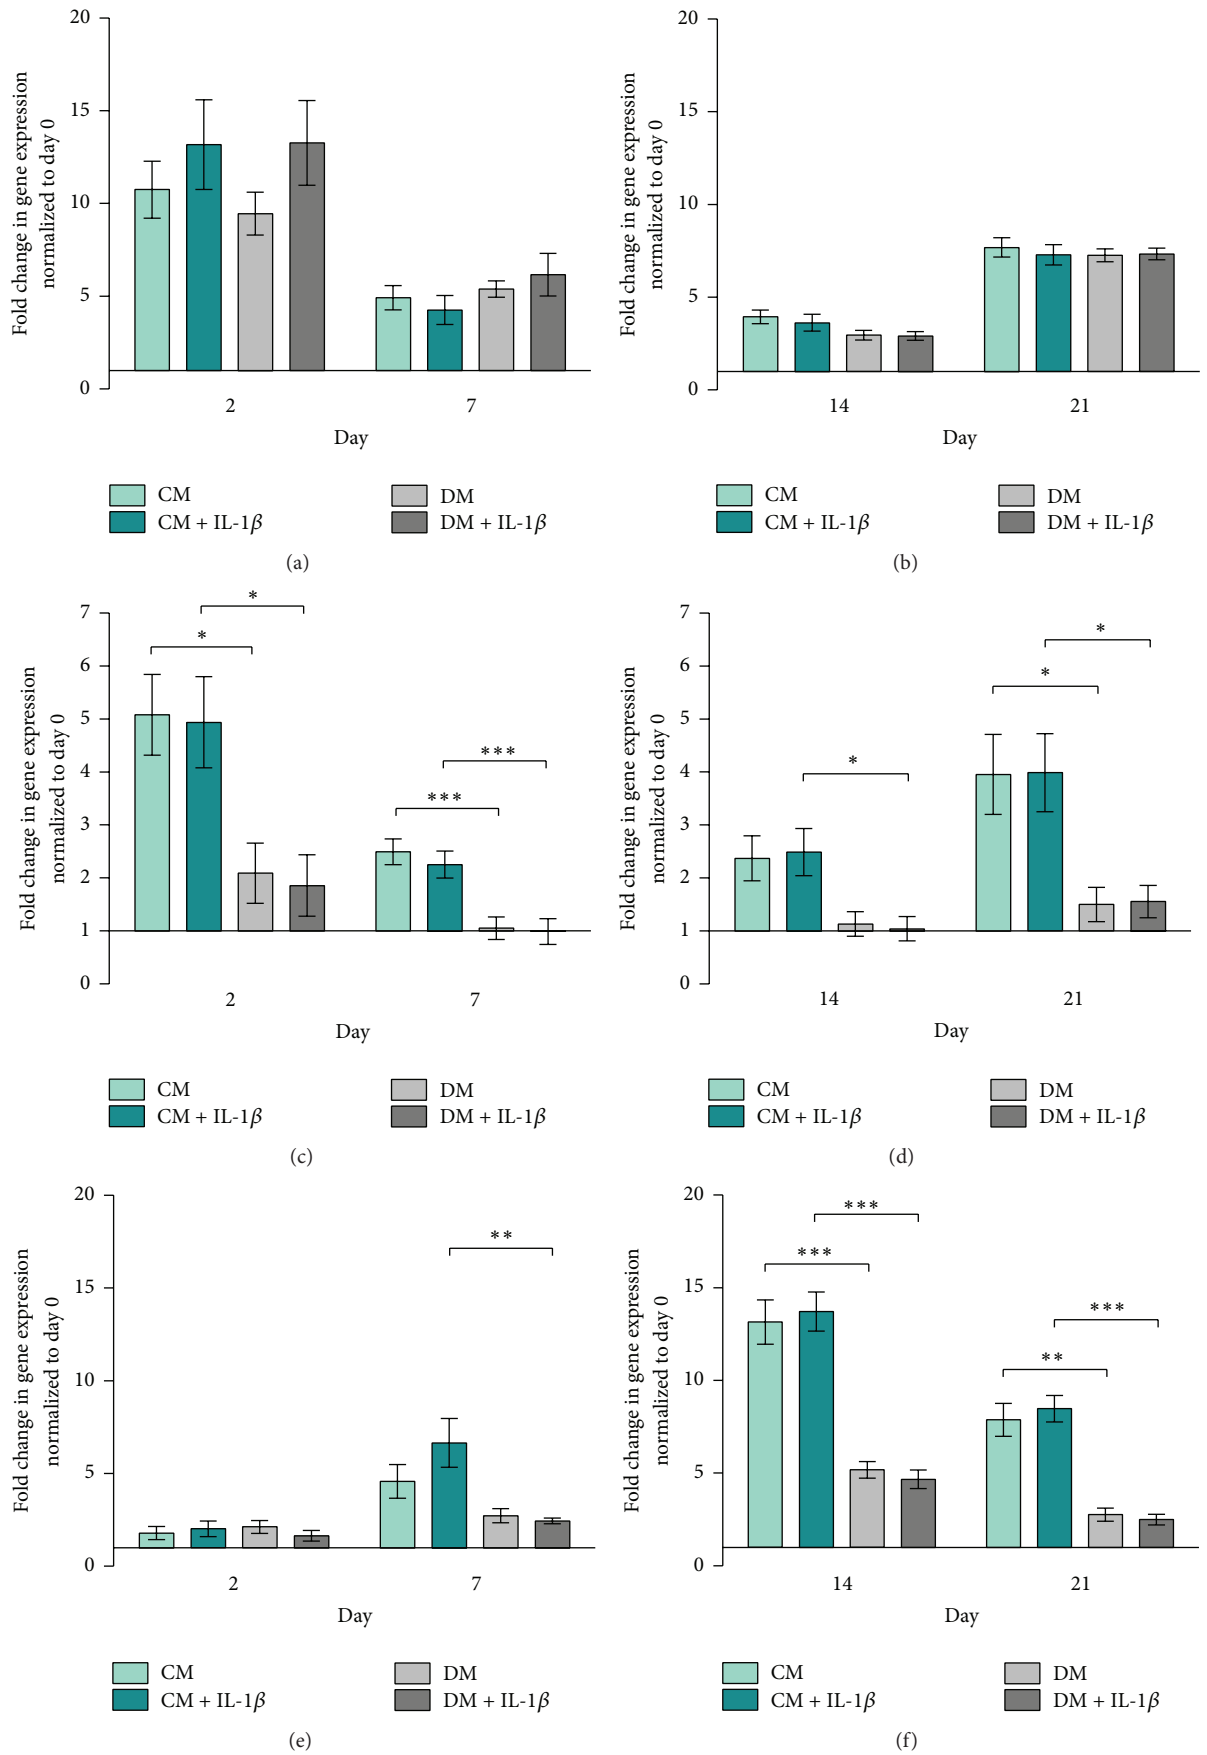 Fold change in gene expression
normalized to day 0
20
15
10
5
0
2
7
Day
CM
CM + IL-1β
DM
DM + IL-1β
(a)
Fold change in gene expression
normalized to day 0
20
15
10
5
0
14
21
Day
CM
CM + IL-1β
DM
DM + IL-1β
(b)
Fold change in gene expression
normalized to day 0
7
6
5
4
3
2
1
0
*
*
***
***
2
7
Day
CM
CM + IL-1β
DM
DM + IL-1β
(c)
Fold change in gene expression
normalized to day 0
7
6
5
4
3
2
1
0
*
*
*
14
21
Day
CM
CM + IL-1β
DM
DM + IL-1β
(d)
Fold change in gene expression
normalized to day 0
20
15
10
5
0
**
2
7
Day
CM
CM + IL-1β
DM
DM + IL-1β
(e)
Fold change in gene expression
normalized to day 0
20
15
10
5
0
***
***
***
**
14
21
Day
CM
CM + IL-1β
DM
DM + IL-1β
(f)